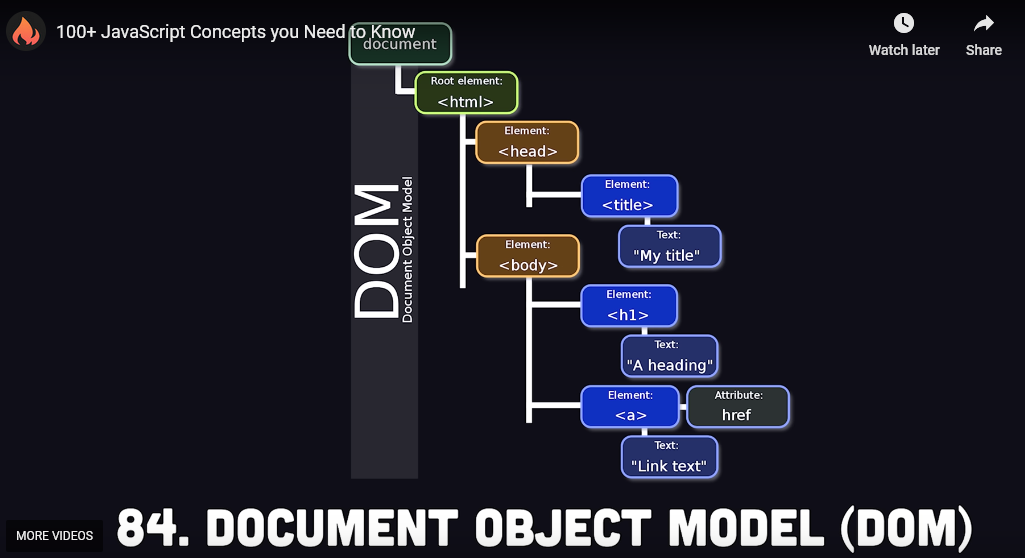 100+ JavaScript Concepts you Need to Know
Watch later
Share
document
Root element:
<html>
Element:
<head>
Element:
<title>
Text:
"My title"
DOM
Document Object Model
Element:
<body>
Element:
<h1>
Text:
"A heading"
Element:
<a>
Attribute:
href
Text:
"Link text"
MORE VIDEOS
84. DOCUMENT OBJECT MODEL (DOM)